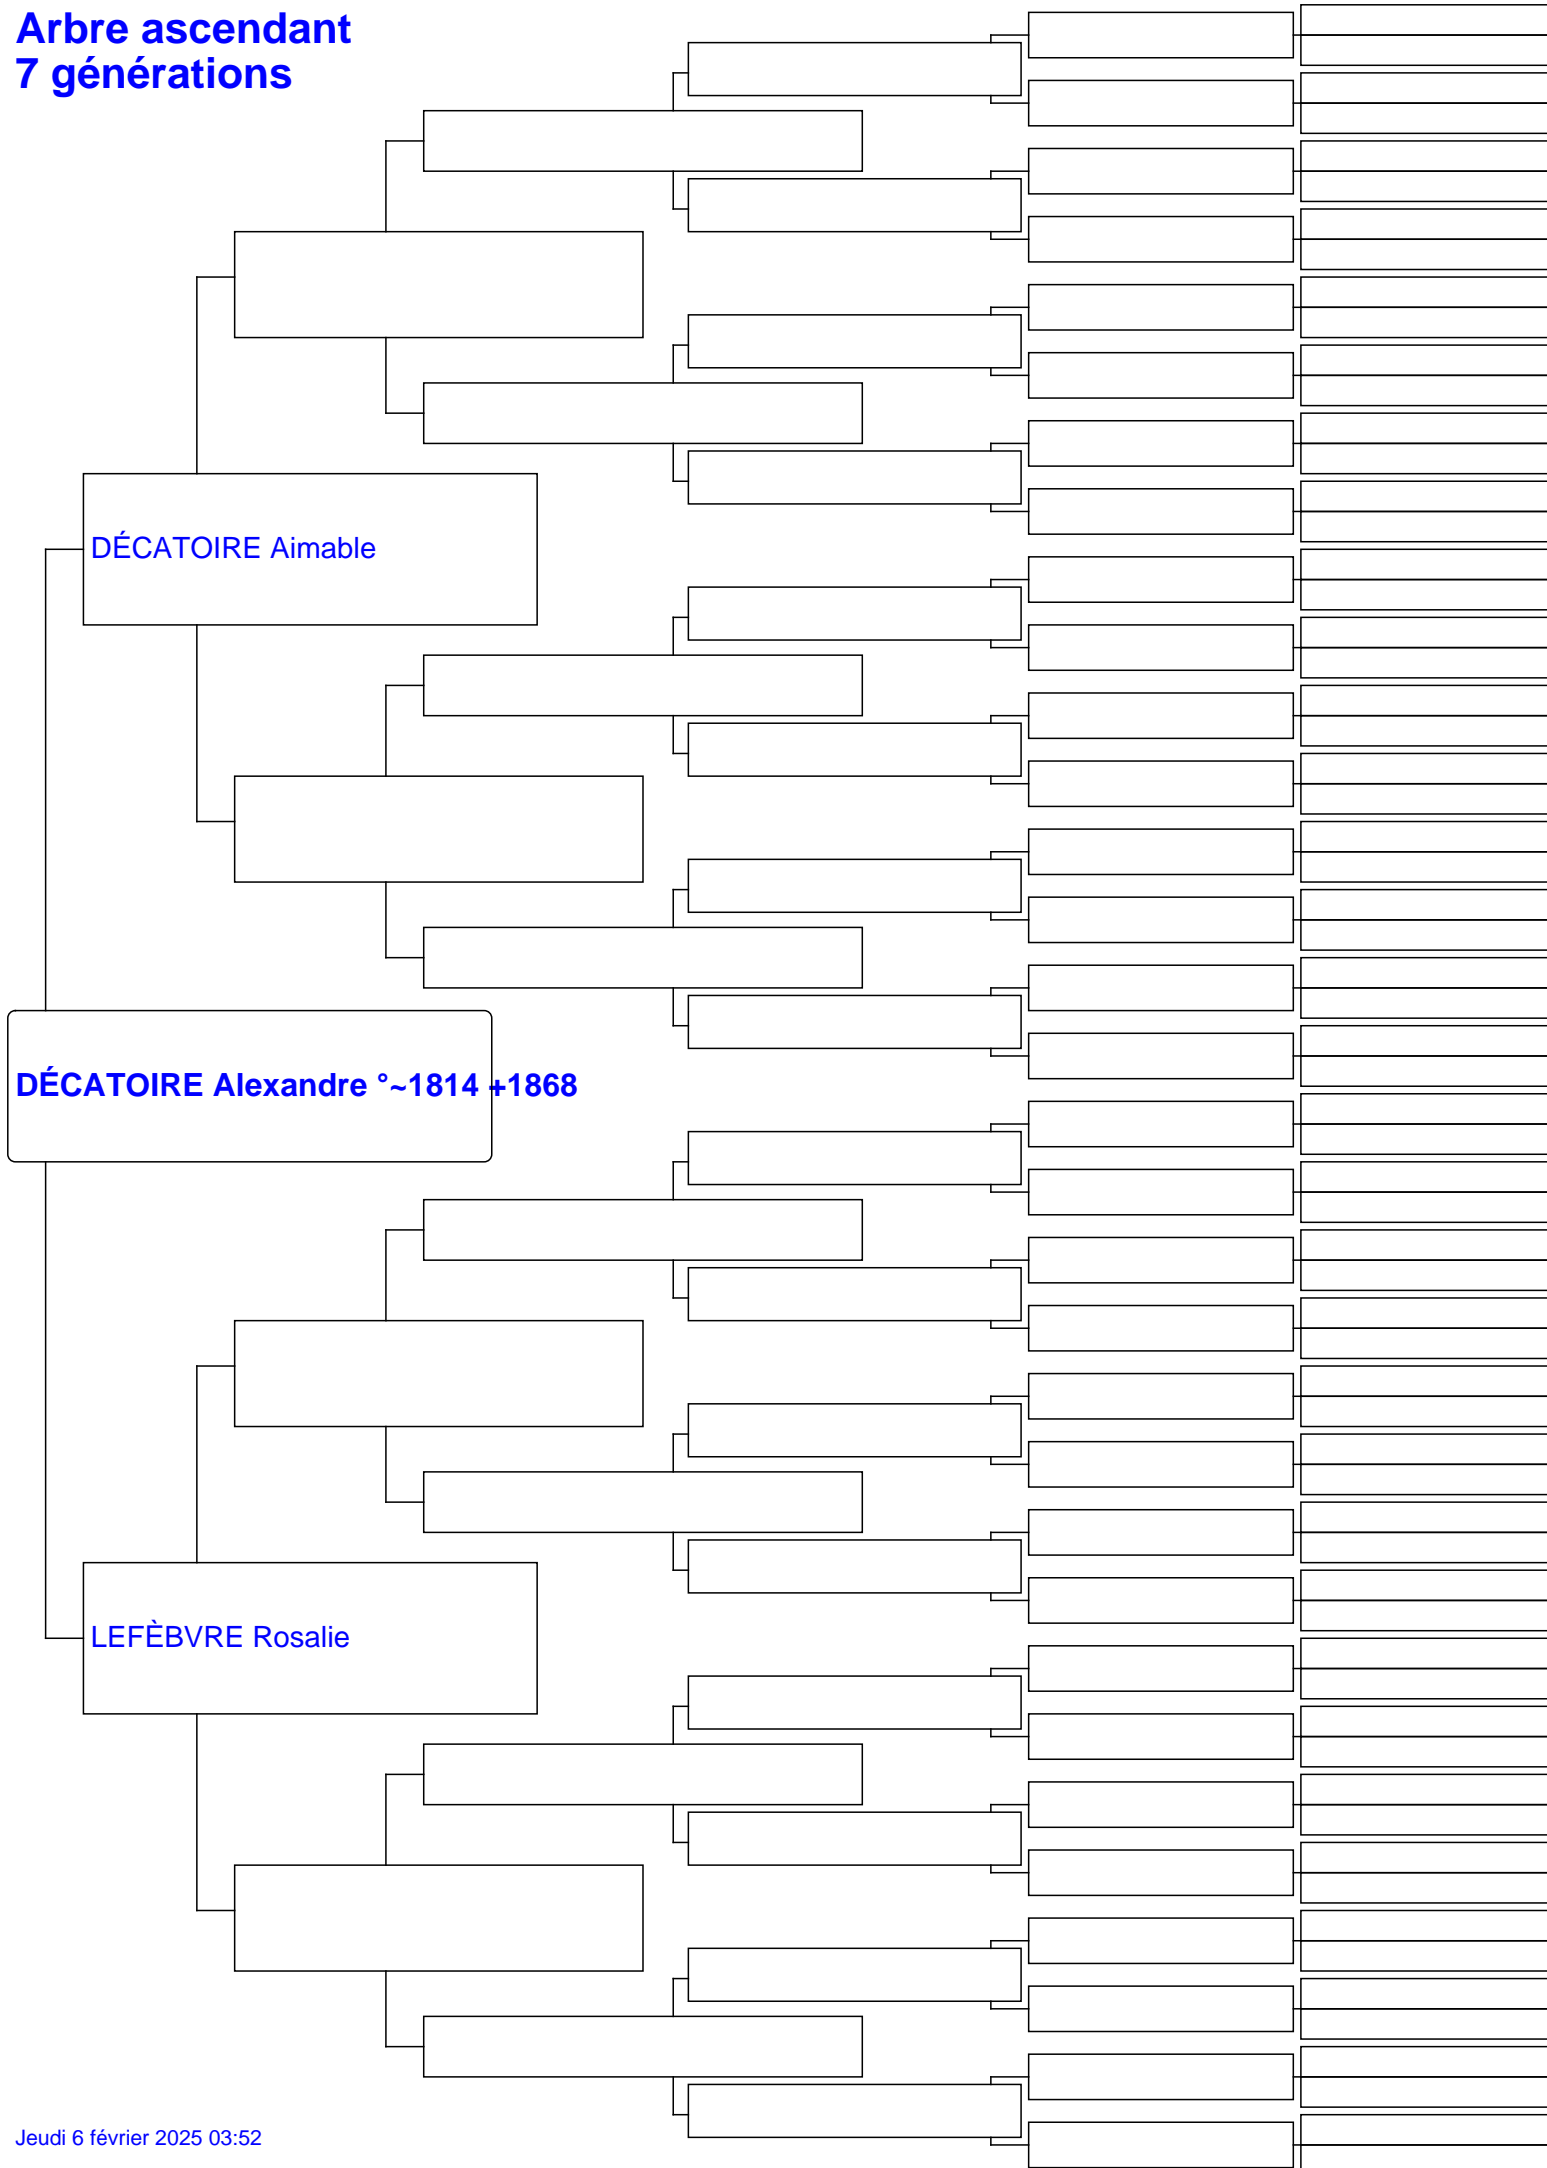 Arbre ascendant
7 générations
DÉCATOIRE Aimable
DÉCATOIRE Alexandre °~1814 +1868
LEFÈBVRE Rosalie
Jeudi 6 février 2025 03:52